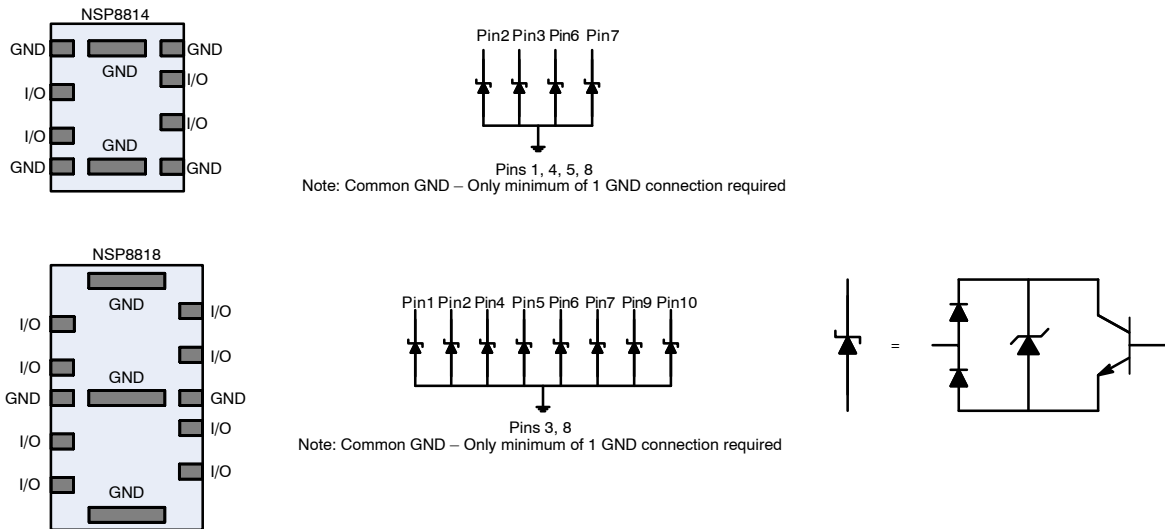 NSP8814
GND
GND
GND
I/O
I/O
I/O
I/O
GND
GND
GND
Pin2 Pin3 Pin6 Pin7
Pins 1, 4, 5, 8
Note: Common GND – Only minimum of 1 GND connection required
NSP8818
GND
I/O
I/O
I/O
I/O
GND
GND
GND
I/O
I/O
I/O
I/O
GND
Pin1 Pin2 Pin4 Pin5 Pin6 Pin7 Pin9 Pin10
Pins 3, 8
Note: Common GND – Only minimum of 1 GND connection required
=